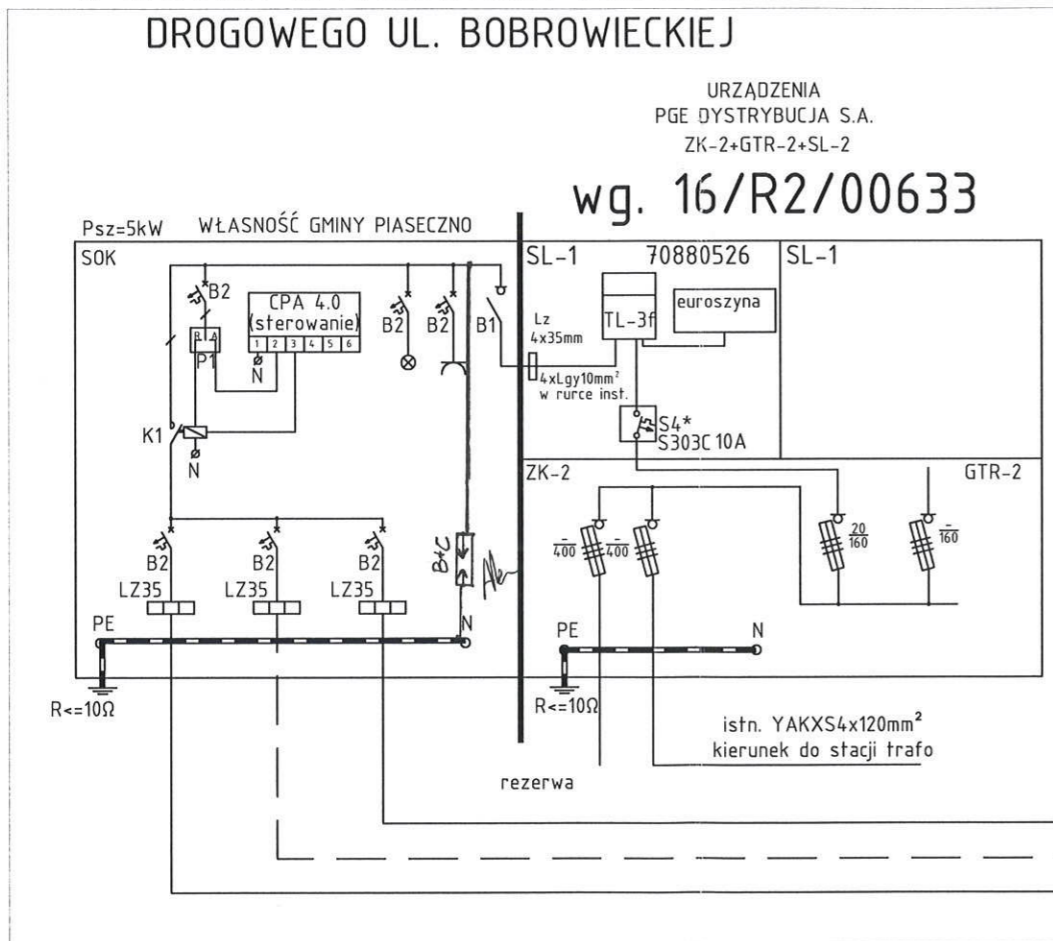 DROGOWEGO UL. BOBROWIECKIEJ
URZĄDZENIA
PGE DYSTRYBUCJA S.A.
ZK-2+GTR-2+SL-2
wg. 16/R2/00633
Psz=5kW
WŁASNOŚĆ GMINY PIASECZNO
SOK
SL-1
70880526
SL-1
B2
CPA 4.0
(sterowanie)
1 2 3 4 5 6
R A
P1
N
B2
B2
B1
Lz
4x35mm
TL-3f
euroszyna
4xLgy10mm²
w rurce inst.
K1
N
S4*
S303C 10A
ZK-2
GTR-2
B2
B2
B2
LZ35
LZ35
LZ35
B+C
-/400
-/400
20/160
-/160
PE
N
PE
N
R<=10Ω
R<=10Ω
istn. YAKXS4x120mm²
kierunek do stacji trafo
rezerwa